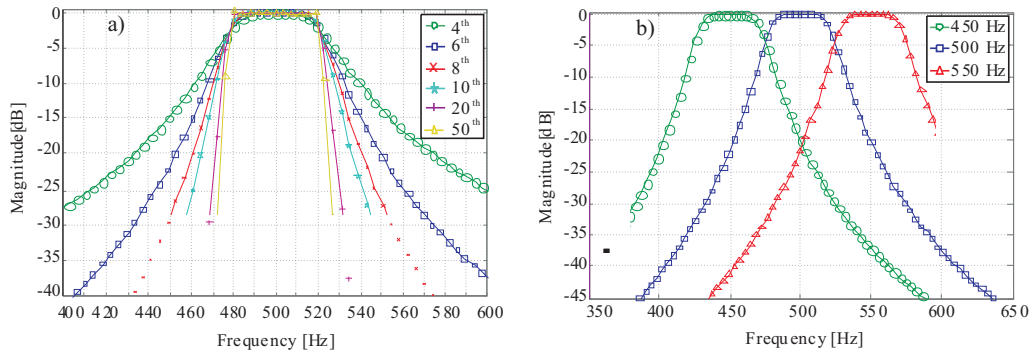 a)
4th
6th
8th
10th
20th
50th
0
-5
-10
-15
-20
-25
-30
-35
-40
Magnitude[dB]
400 420 440 460 480 500 520 540 560 580 600
Frequency [Hz]
b)
450 Hz
500 Hz
550 Hz
0
-5
-10
-15
-20
-25
-30
-35
-40
-45
Magnitude[dB]
350 400 450 500 550 600 650
Frequency [Hz]